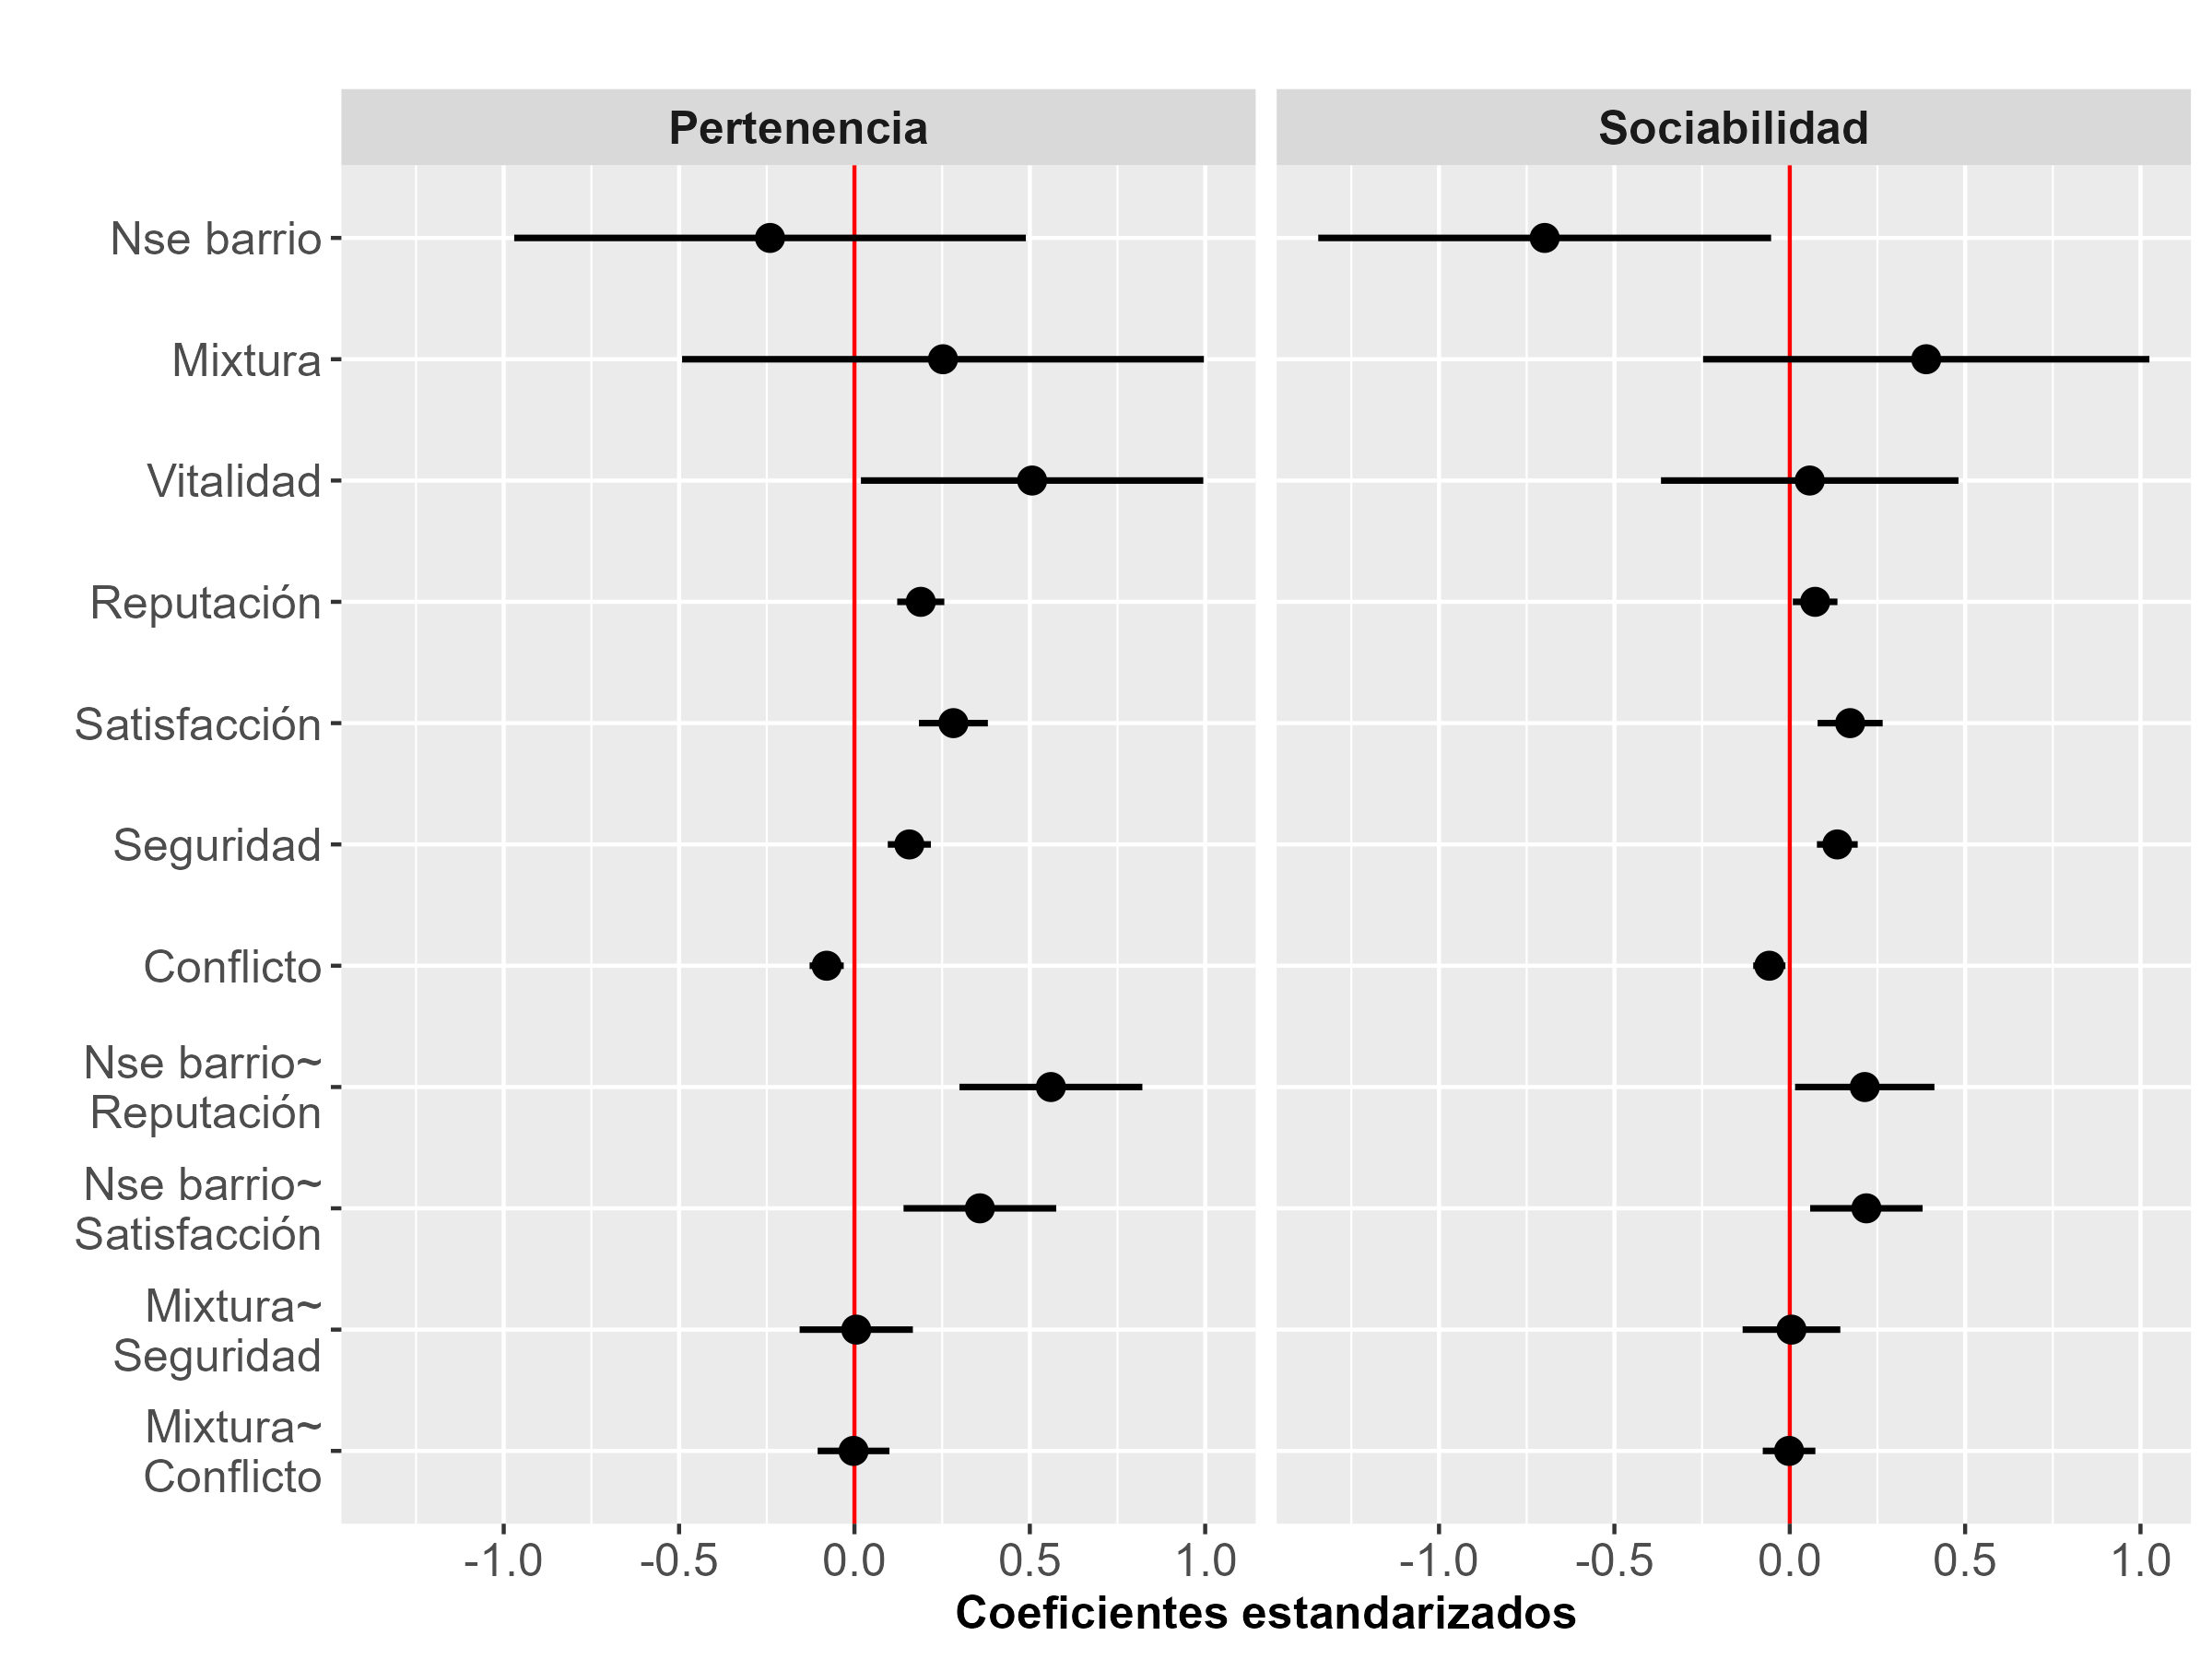 Pertenencia
Sociabilidad
Nse barrio
Mixtura
Vitalidad
Reputación
Satisfacción
Seguridad
Conflicto
Nse barrio~
Reputación
Nse barrio~
Satisfacción
Mixtura~
Seguridad
Mixtura~
Conflicto
-1.0 -0.5 0.0 0.5 1.0 -1.0 -0.5 0.0 0.5 1.0
Coeficientes estandarizados